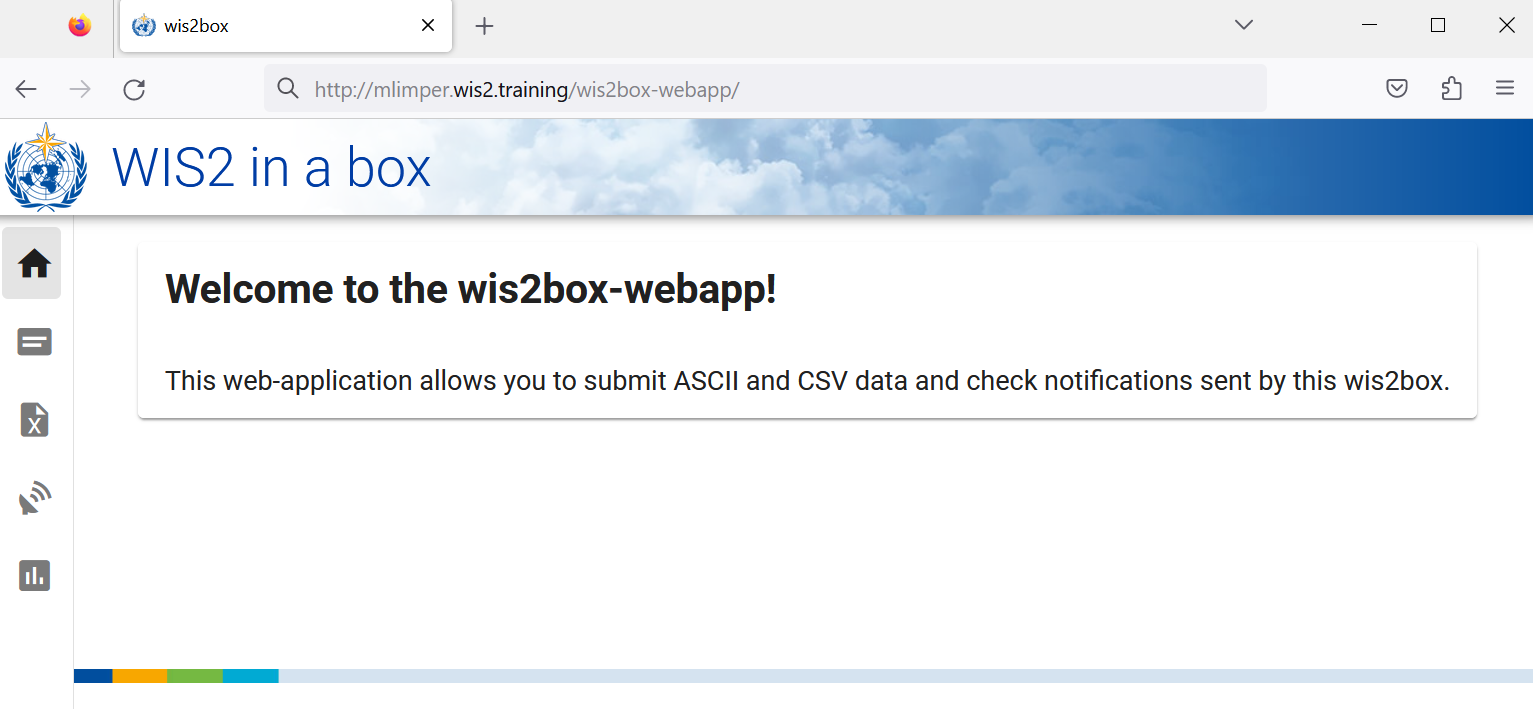 wis2box
http://mlimper.wis2.training/wis2box-webapp/
WIS2 in a box
Welcome to the wis2box-webapp!
This web-application allows you to submit ASCII and CSV data and check notifications sent by this wis2box.
X